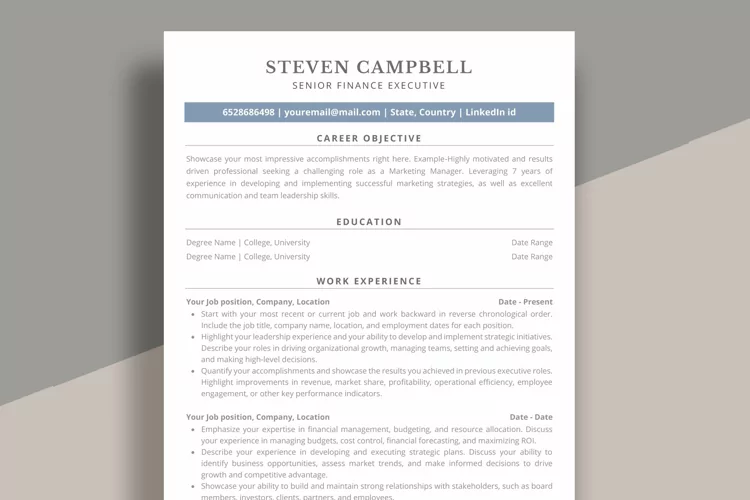 STEVEN CAMPBELL
SENIOR FINANCE EXECUTIVE
6528686498 | youremail@mail.com | State, Country | LinkedIn id
CAREER OBJECTIVE
Showcase your most impressive accomplishments right here. Example-Highly motivated and results
driven professional seeking a challenging role as a Marketing Manager. Leveraging 7 years of
experience in developing and implementing successful marketing strategies, as well as excellent
communication and team leadership skills.
EDUCATION
Degree Name | College, University Date Range
Degree Name | College, University Date Range
WORK EXPERIENCE
Your Job position, Company, Location Date - Present
• Start with your most recent or current job and work backward in reverse chronological order.
Include the job title, company name, location, and employment dates for each position.
• Highlight your leadership experience and your ability to develop and implement strategic initiatives.
Describe your roles in driving organizational growth, managing teams, setting and achieving goals,
and making high-level decisions.
• Quantify your accomplishments and showcase the results you achieved in previous executive roles.
Highlight improvements in revenue, market share, profitability, operational efficiency, employee
engagement, or other key performance indicators.
Your Job position, Company, Location Date - Date
• Emphasize your expertise in financial management, budgeting, and resource allocation. Discuss
your experience in managing budgets, cost control, financial forecasting, and maximizing ROI.
• Describe your experience in developing and executing strategic plans. Discuss your ability to
identify business opportunities, assess market trends, and make informed decisions to drive
growth and competitive advantage.
• Showcase your ability to build and maintain strong relationships with stakeholders, such as board
members, investors, clients, partners, and employees.